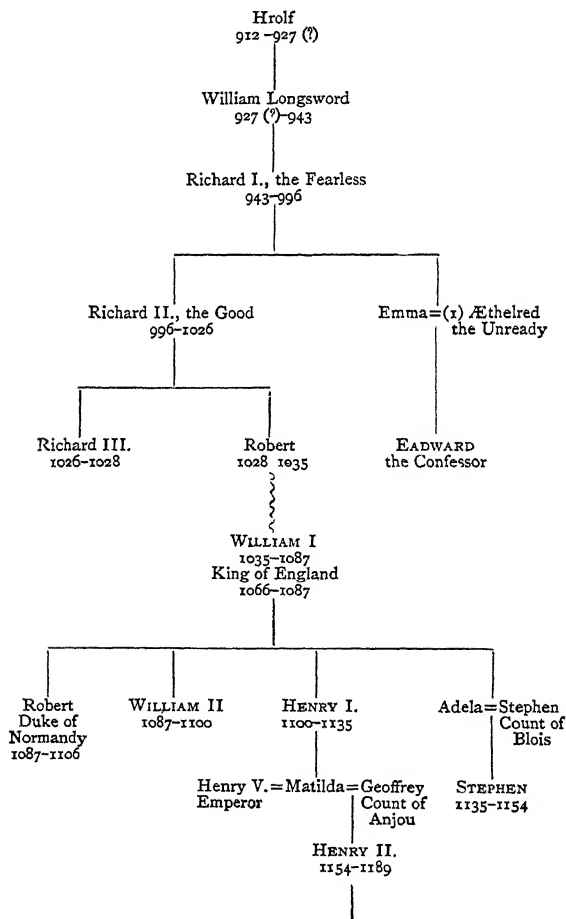 Hrolf
912–927 (?)
William Longsword
927 (?)–943
Richard I., the Fearless
943–996
Richard II., the Good
996–1026
Emma=(1) Æthelred
the Unready
Richard III.
1026–1028
Robert
1028 1035
EADWARD
the Confessor
WILLIAM I
1035–1087
King of England
1066–1087
Robert
Duke of
Normandy
1087–1106
WILLIAM II
1087–1100
HENRY I.
1100–1135
Adela=Stephen
Count of
Blois
Henry V.=Matilda=Geoffrey
Emperor
Count of
Anjou
STEPHEN
1135–1154
HENRY II.
1154–1189